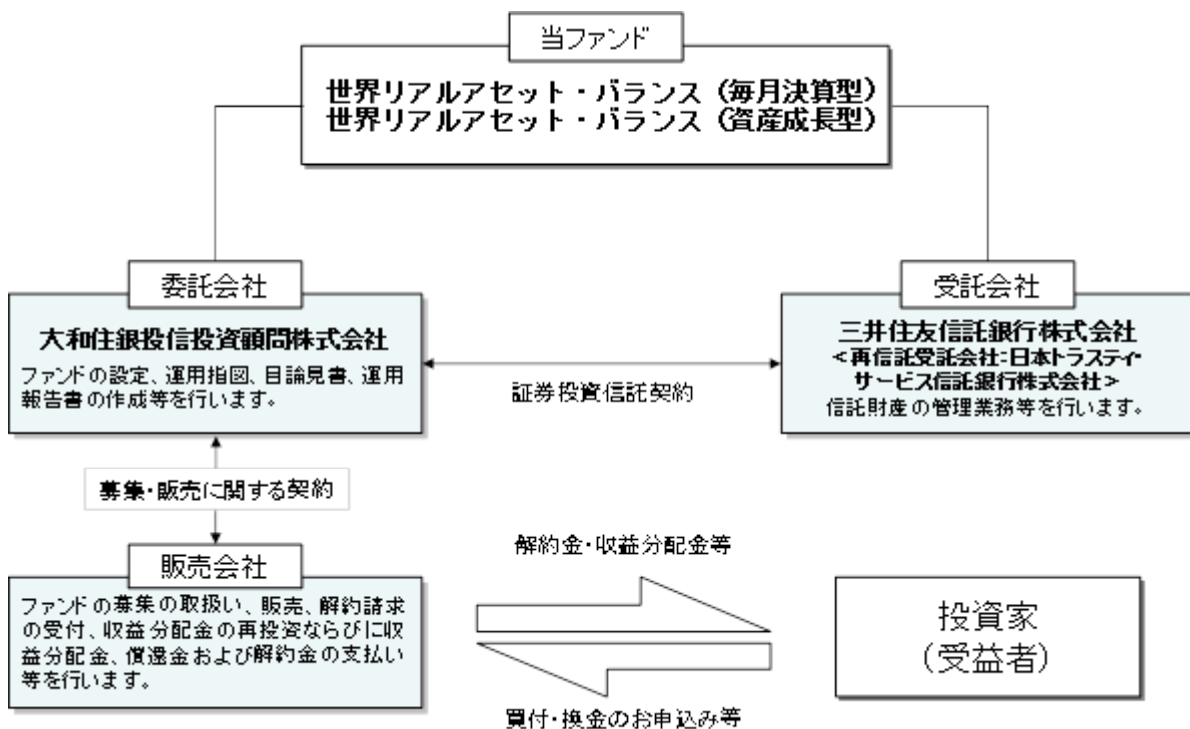 当ファンド
世界リアルアセット・バランス（毎月決算型）
世界リアルアセット・バランス（資産成長型）
委託会社
大和住銀投信投資顧問株式会社
ファンドの設定、運用指図、目論見書、運用
報告書の作成等を行います。
証券投資信託契約
受託会社
三井住友信託銀行株式会社
＜再信託受託会社：日本トラスティ・
サービス信託銀行株式会社＞
信託財産の管理業務等を行います。
募集・販売に関する契約
販売会社
ファンドの募集の取扱い、販売、解約請求
の受付、収益分配金の再投資ならびに収
益分配金、償還金および解約金の支払い
等を行います。
解約金・収益分配金等
買付・換金のお申込み等
投資家
（受益者）